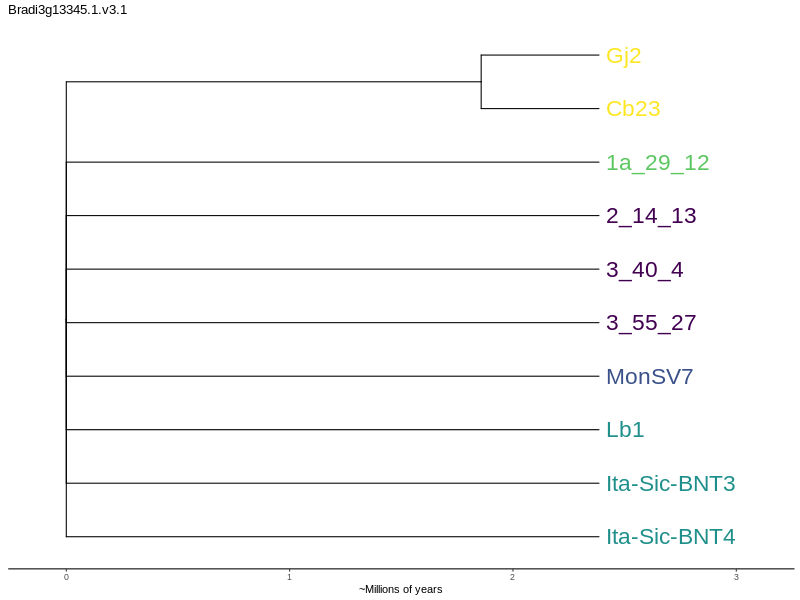 Bradi3g13345.1.v3.1
Gj2
Cb23
1a_29_12
2_14_13
3_40_4
3_55_27
MonSV7
Lb1
Ita-Sic-BNT3
Ita-Sic-BNT4
0 1 2 3
~Millions of years